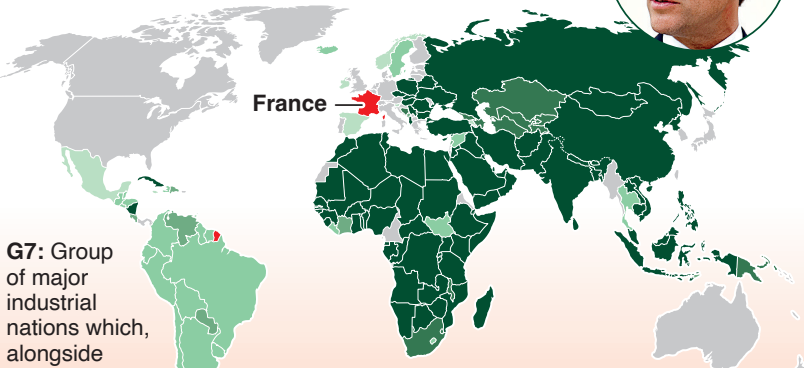 France
G7: Group
of major
industrial
nations which,
alongside